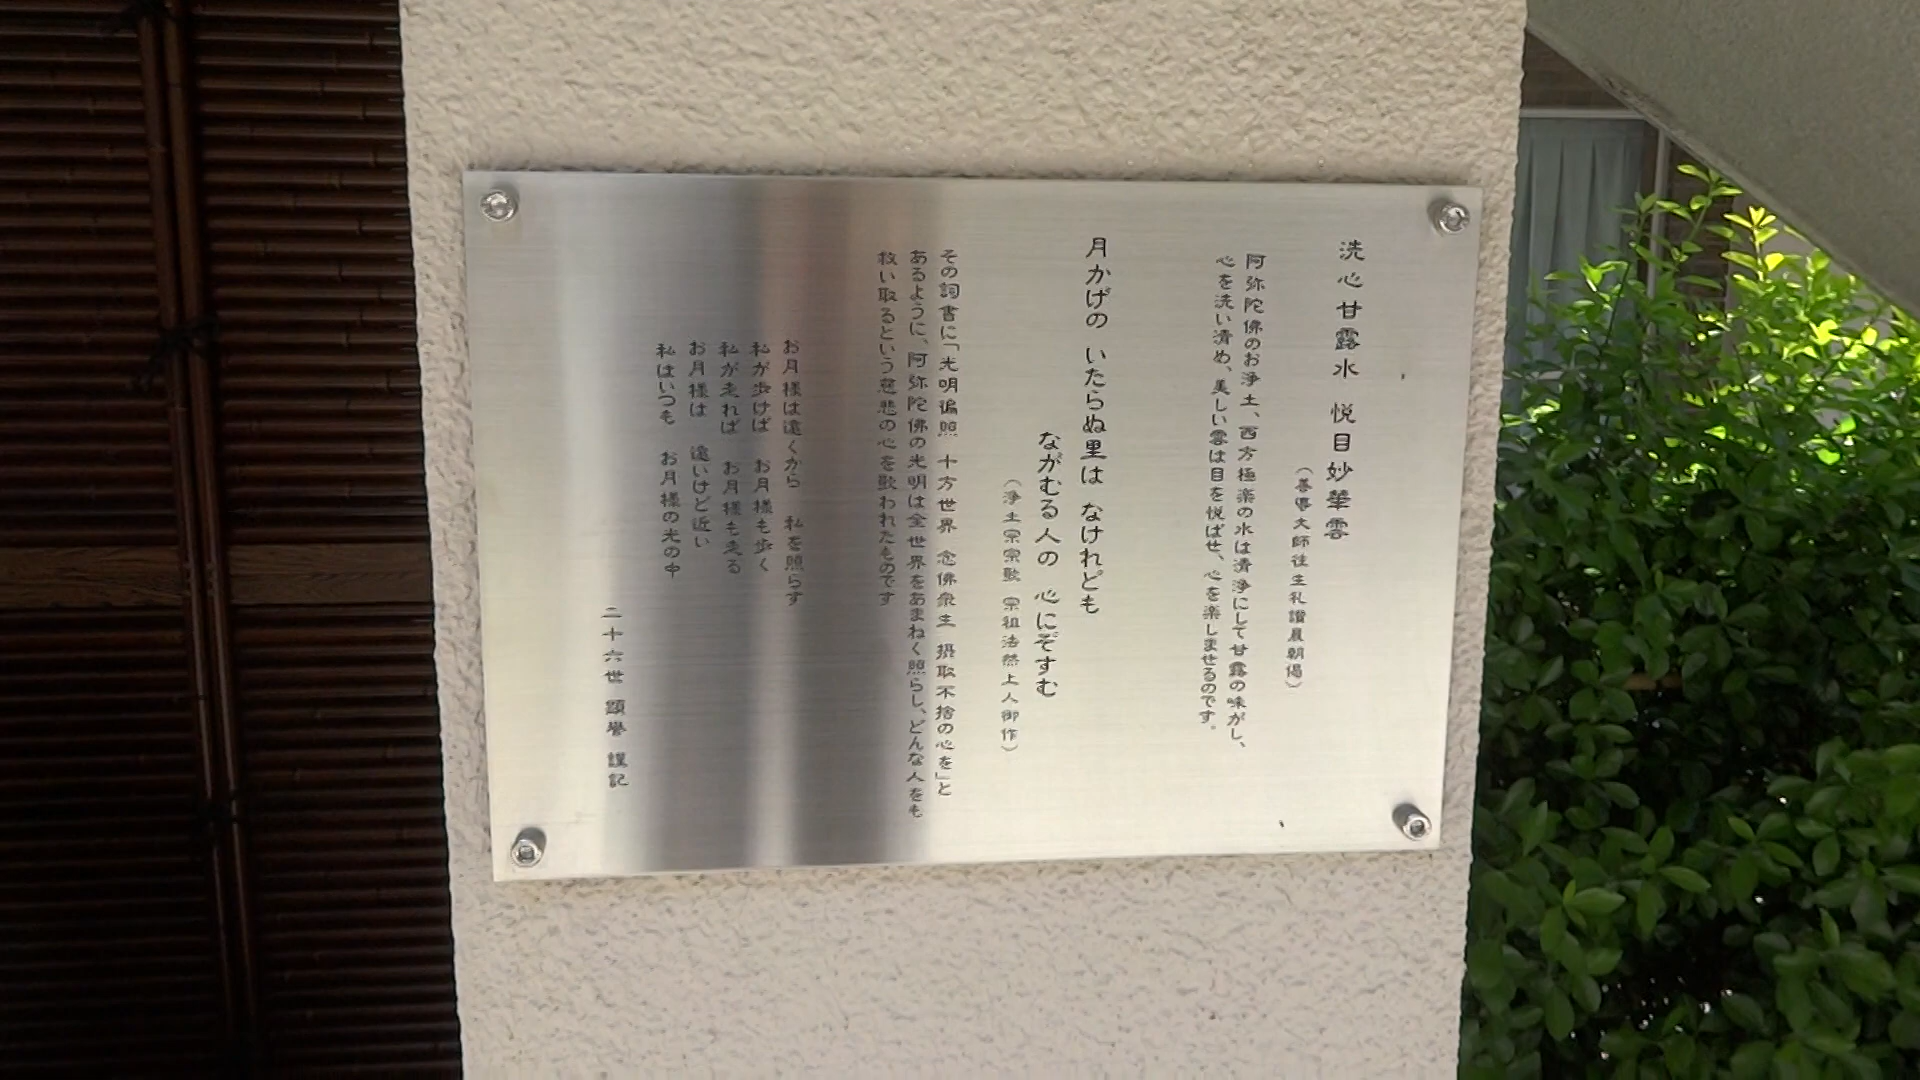 洗心甘露水 悦目妙華雲
（善導大師往生礼讃晨朝偈）
阿弥陀佛のお浄土、西方極楽の水は清浄にして甘露の味がし、
心を洗い清め、美しい雲は目を悦ばせ、心を楽しませるのです。
月かげの いたらぬ里は なけれども
ながむる人の 心にぞすむ
（浄土宗宗歌 宗祖法然上人御作）
その詞書に「光明徧照 十方世界 念佛衆生 摂取不捨の心を」と
あるように、阿弥陀佛の光明は全世界をあまねく照らし、どんな人をも
救い取るという慈悲の心を歌われたものです
お月様は遠くから 私を照らす
私が歩けば お月様も歩く
私が走れば お月様も走る
お月様は 遠いけど近い
私はいつも お月様の光の中
二十六世 顕誉 謹記